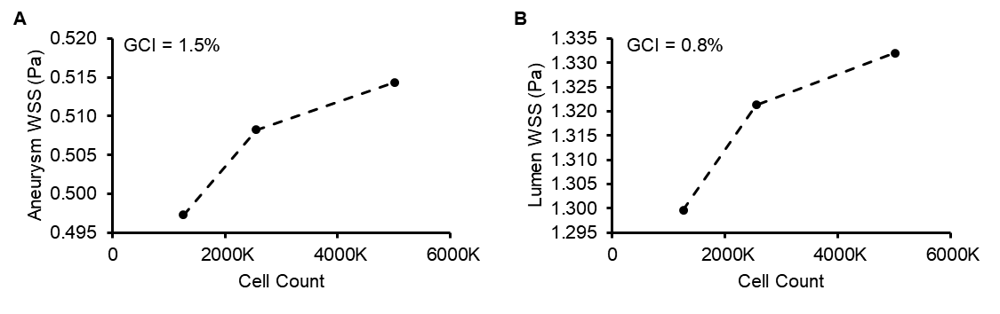 A
GCI = 1.5%
Aneurysm WSS (Pa)
0.520
0.515
0.510
0.505
0.500
0.495
0 2000K 4000K 6000K
Cell Count
B
GCI = 0.8%
Lumen WSS (Pa)
1.335
1.330
1.325
1.320
1.315
1.310
1.305
1.300
1.295
0 2000K 4000K 6000K
Cell Count